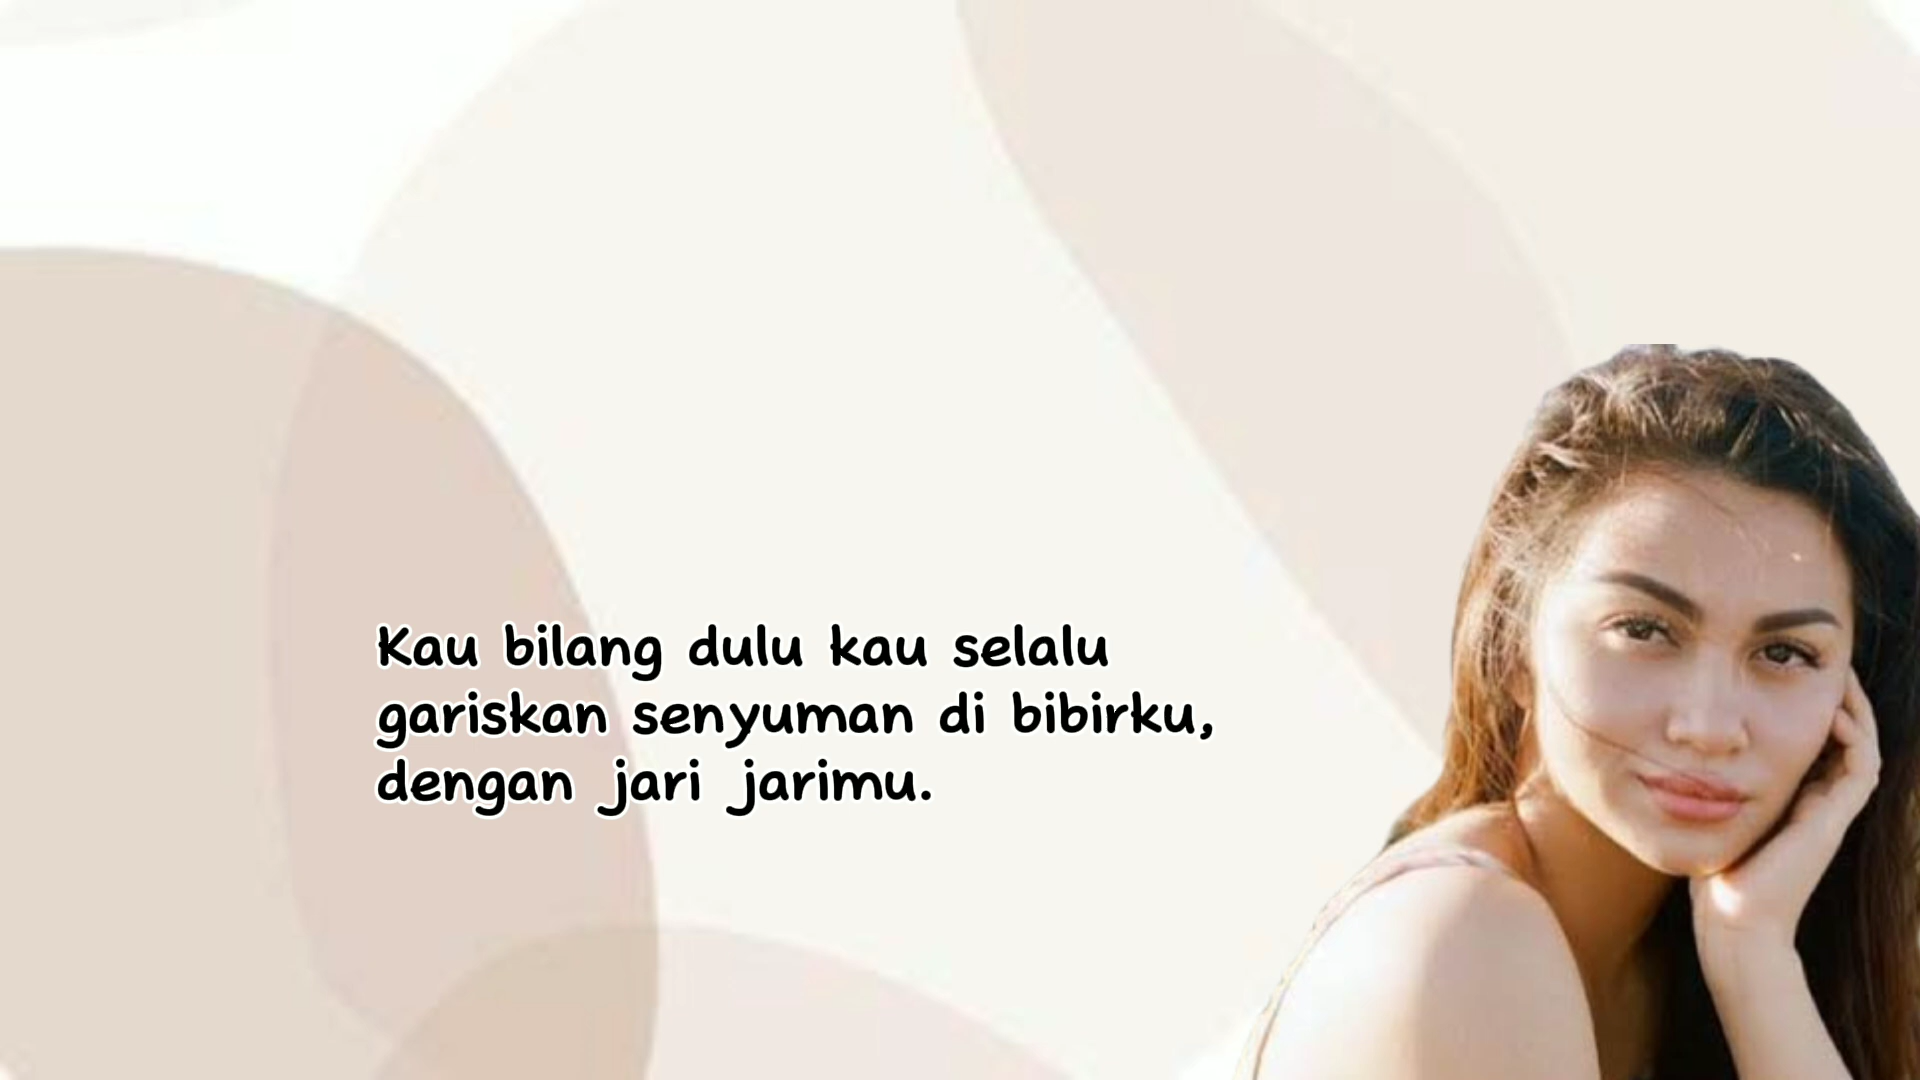 Kau bilang dulu kau selalu
gariskan senyuman di bibirku,
dengan jari jarimu.